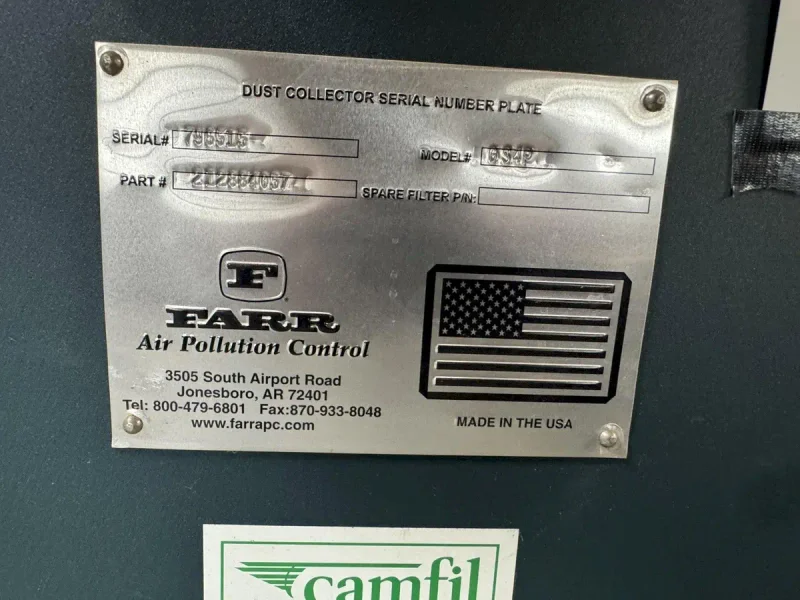 DUST COLLECTOR SERIAL NUMBER PLATE
SERIAL#
MODEL# GS4P
PART #
SPARE FILTER P/N:
F
FARR
Air Pollution Control
3505 South Airport Road
Jonesboro, AR 72401
Tel: 800-479-6801 Fax:870-933-8048
www.farrapc.com
MADE IN THE USA
camfil